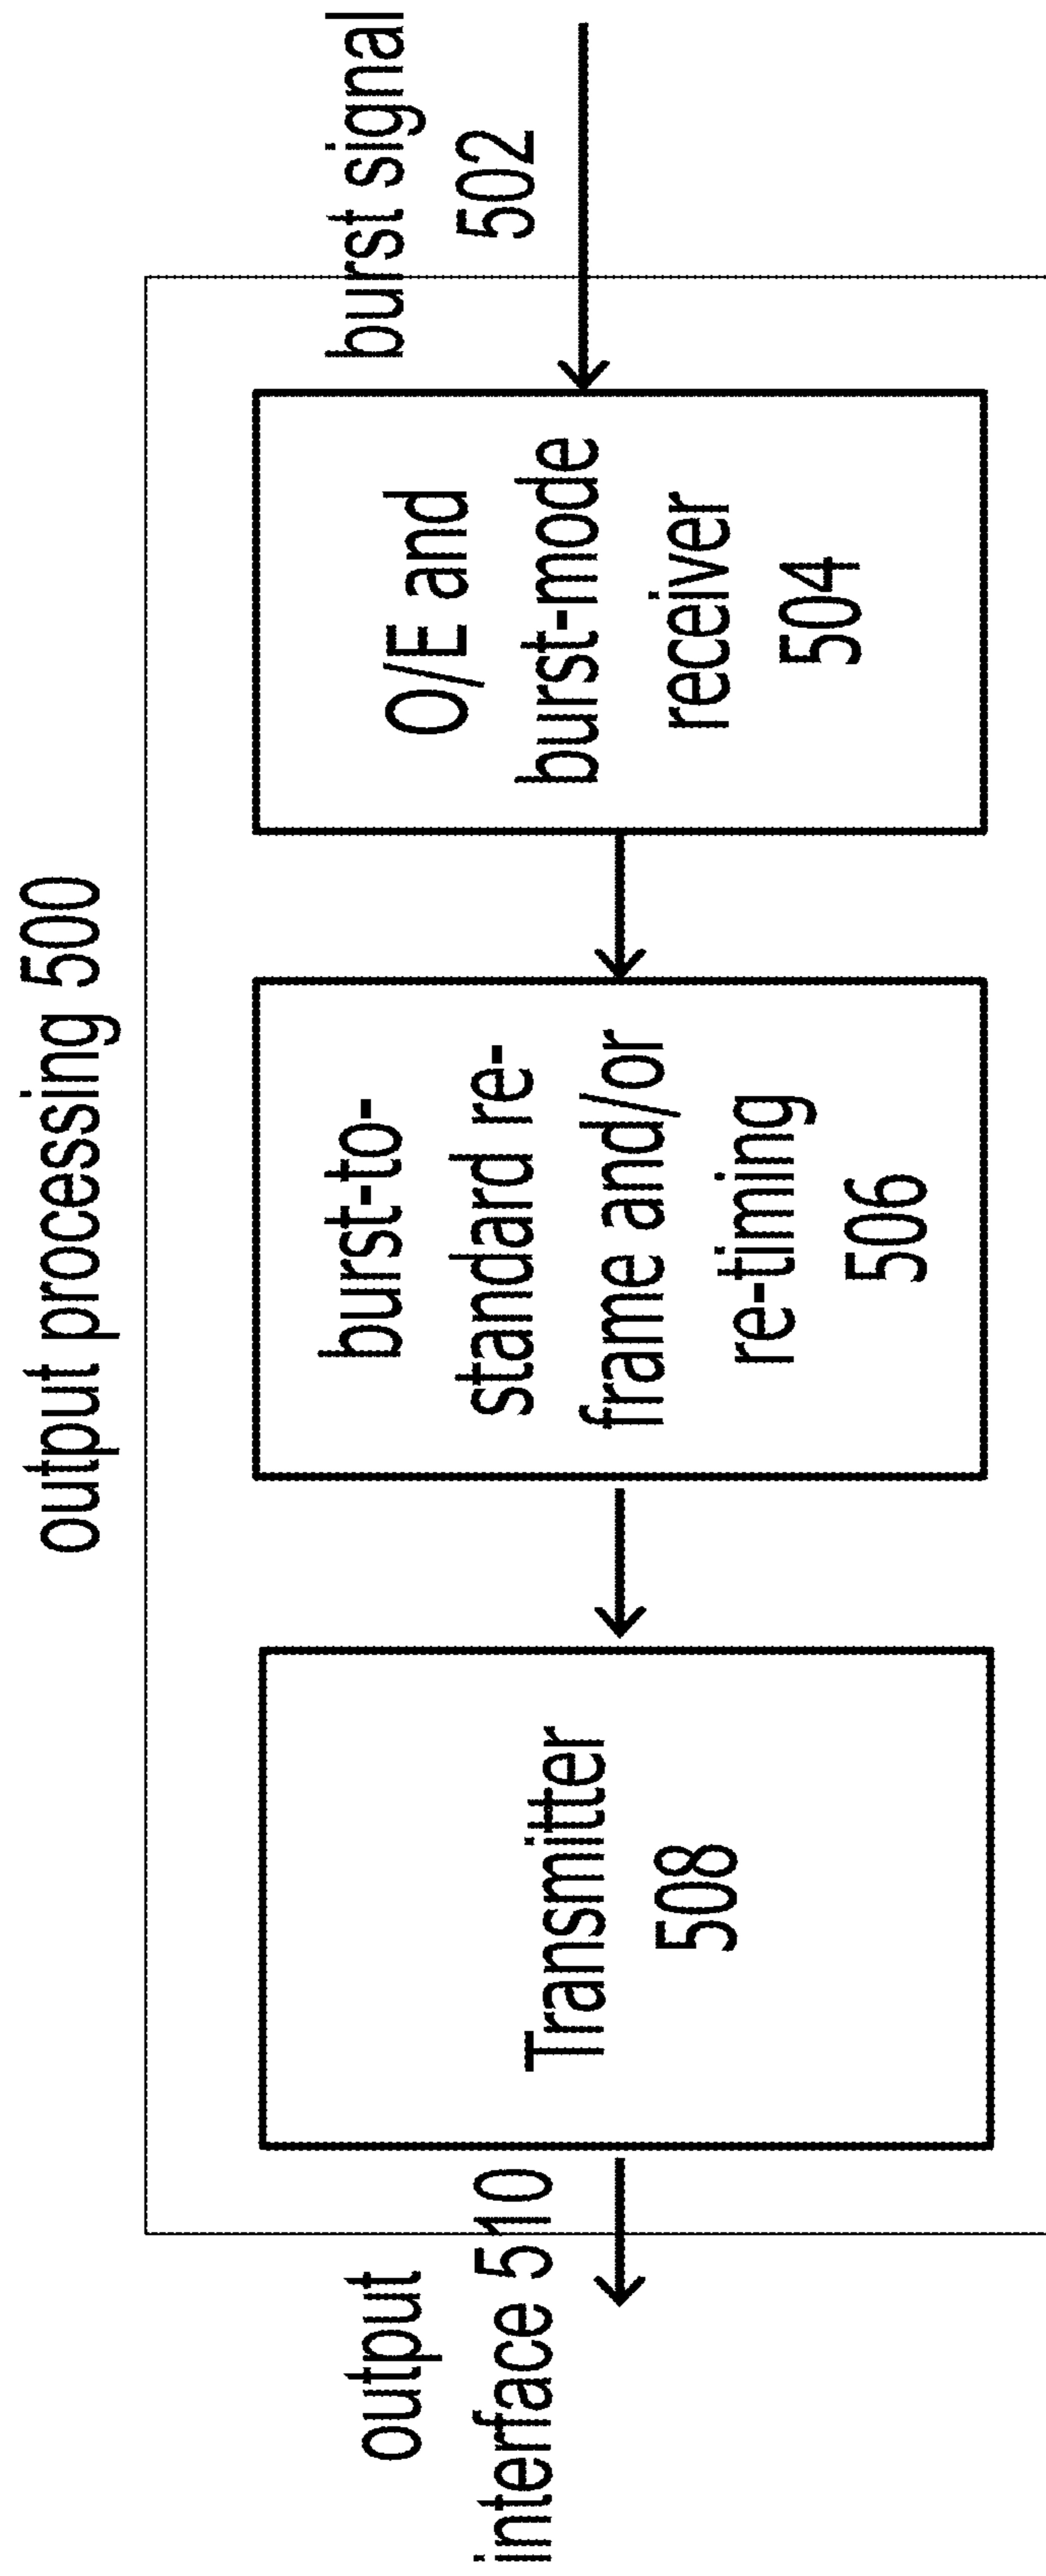 output processing 500
output
interface 510
Transmitter
508
burst-to-
standard re-
frame and/or
re-timing
506
O/E and
burst-mode
receiver
504
burst signal
502